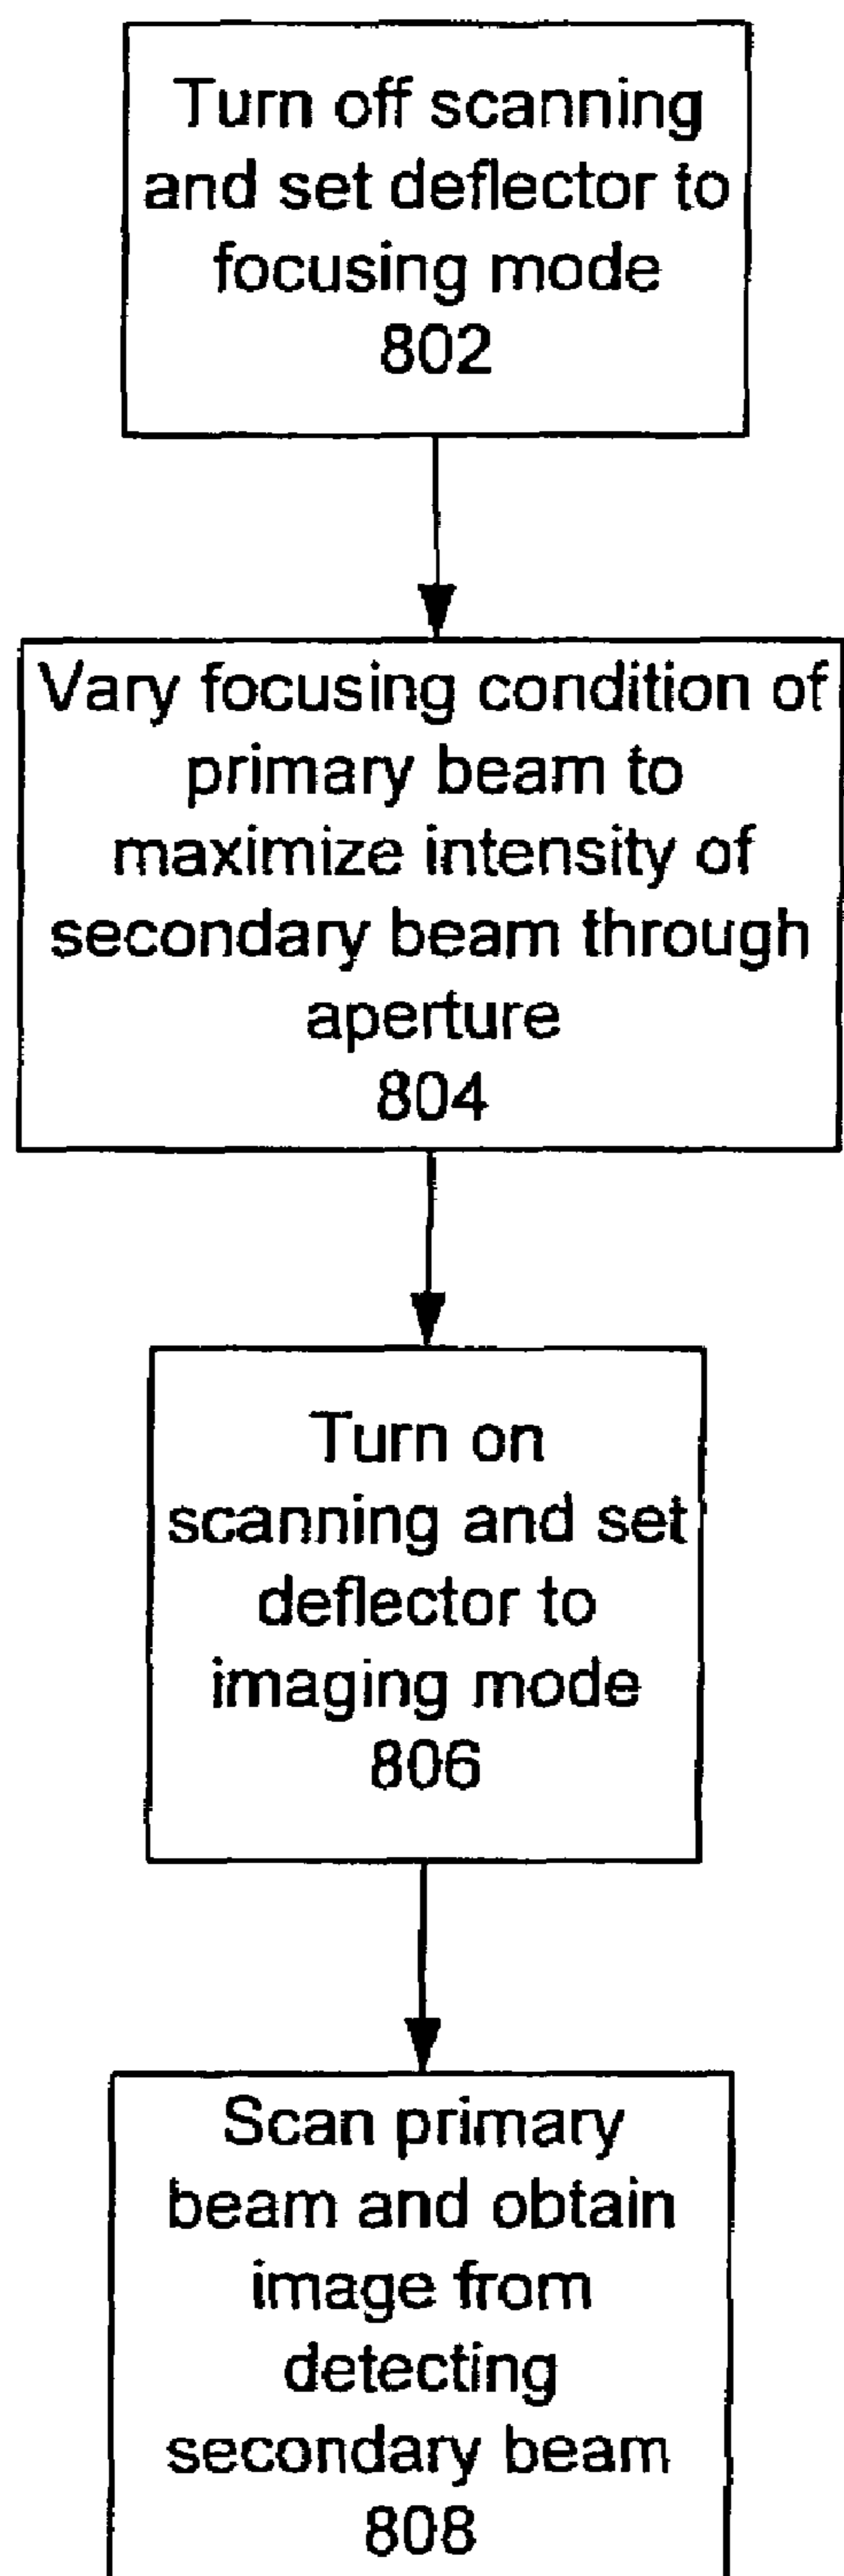 Turn off scanning
and set deflector to
focusing mode
802
Vary focusing condition of
primary beam to
maximize intensity of
secondary beam through
aperture
804
Turn on
scanning and set
deflector to
imaging mode
806
Scan primary
beam and obtain
image from
detecting
secondary beam
808